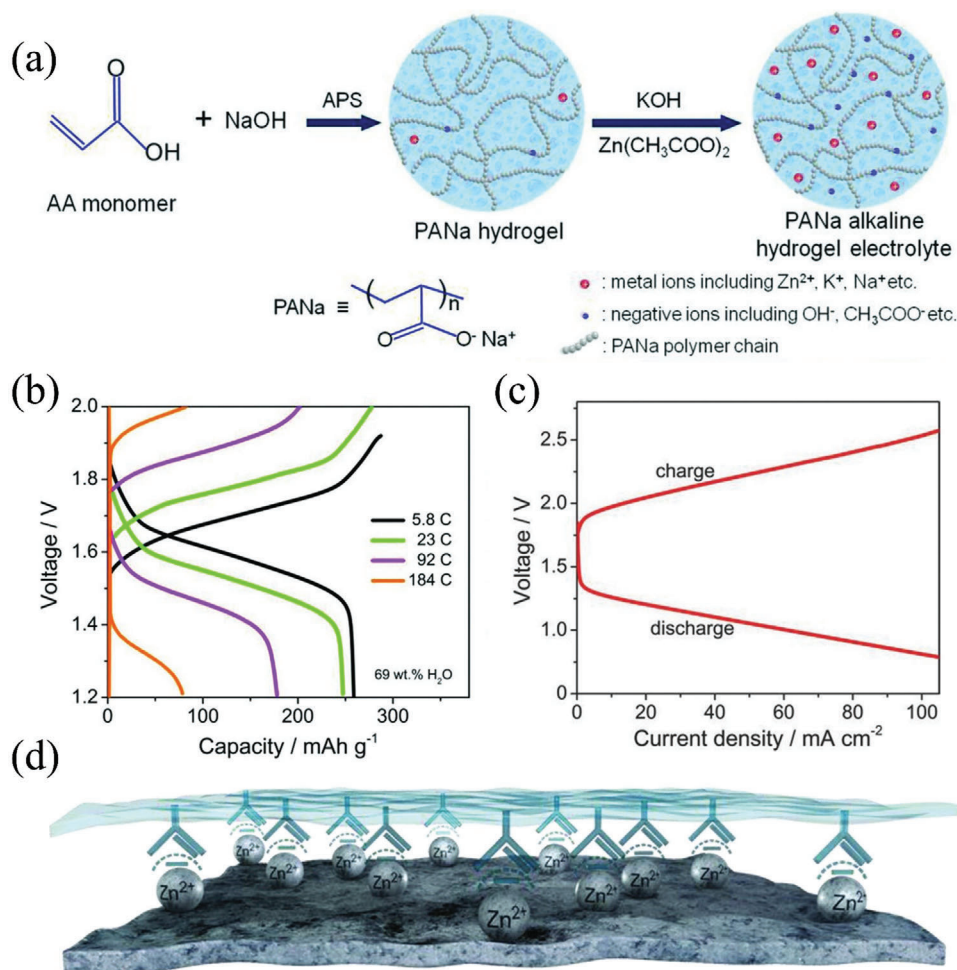 (a)
O
OH
AA monomer
+ NaOH
APS
PANa hydrogel
KOH
Zn(CH₃COO)₂
PANa alkaline
hydrogel electrolyte
PANa ≡
n
O
O⁻ Na⁺
: metal ions including Zn²⁺, K⁺, Na⁺etc.
: negative ions including OH⁻, CH₃COO⁻etc.
: PANa polymer chain
(b)
Voltage / V
2.0
1.8
1.6
1.4
1.2
5.8 C
23 C
92 C
184 C
69 wt.% H₂O
0 100 200 300
Capacity / mAh g⁻¹
(c)
Voltage / V
2.5
2.0
1.5
1.0
0
charge
discharge
0 20 40 60 80 100
Current density / mA cm⁻²
(d)
Zn²⁺ Zn²⁺ Zn²⁺ Zn²⁺ Zn²⁺ Zn²⁺ Zn²⁺ Zn²⁺ Zn²⁺
Zn²⁺ Zn²⁺ Zn²⁺ Zn²⁺